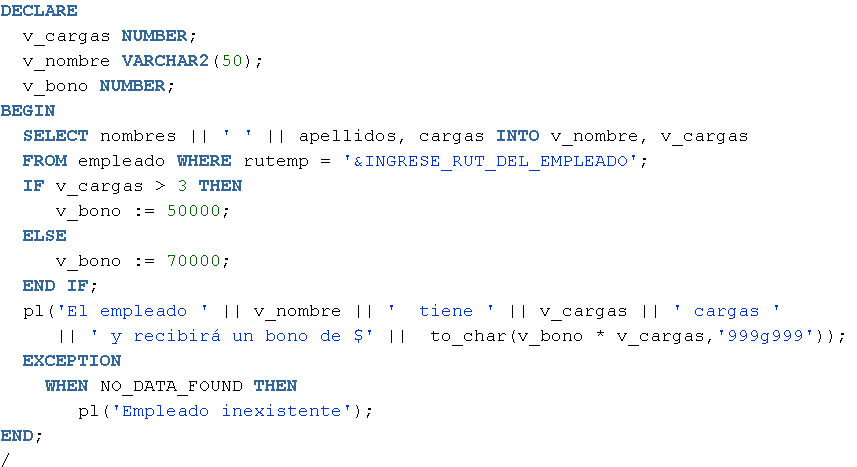 DECLARE
  v_cargas NUMBER;
  v_nombre VARCHAR2(50);
  v_bono NUMBER;
BEGIN
  SELECT nombres || ' ' || apellidos, cargas INTO v_nombre, v_cargas
  FROM empleado WHERE rutemp = '&INGRESE_RUT_DEL_EMPLEADO';
  IF v_cargas > 3 THEN
     v_bono := 50000;
  ELSE
     v_bono := 70000;
  END IF;
  pl('El empleado ' || v_nombre || '  tiene ' || v_cargas || ' cargas '
     || ' y recibirá un bono de $' ||  to_char(v_bono * v_cargas,'999g999'));
  EXCEPTION
    WHEN NO_DATA_FOUND THEN
       pl('Empleado inexistente');
END;
/